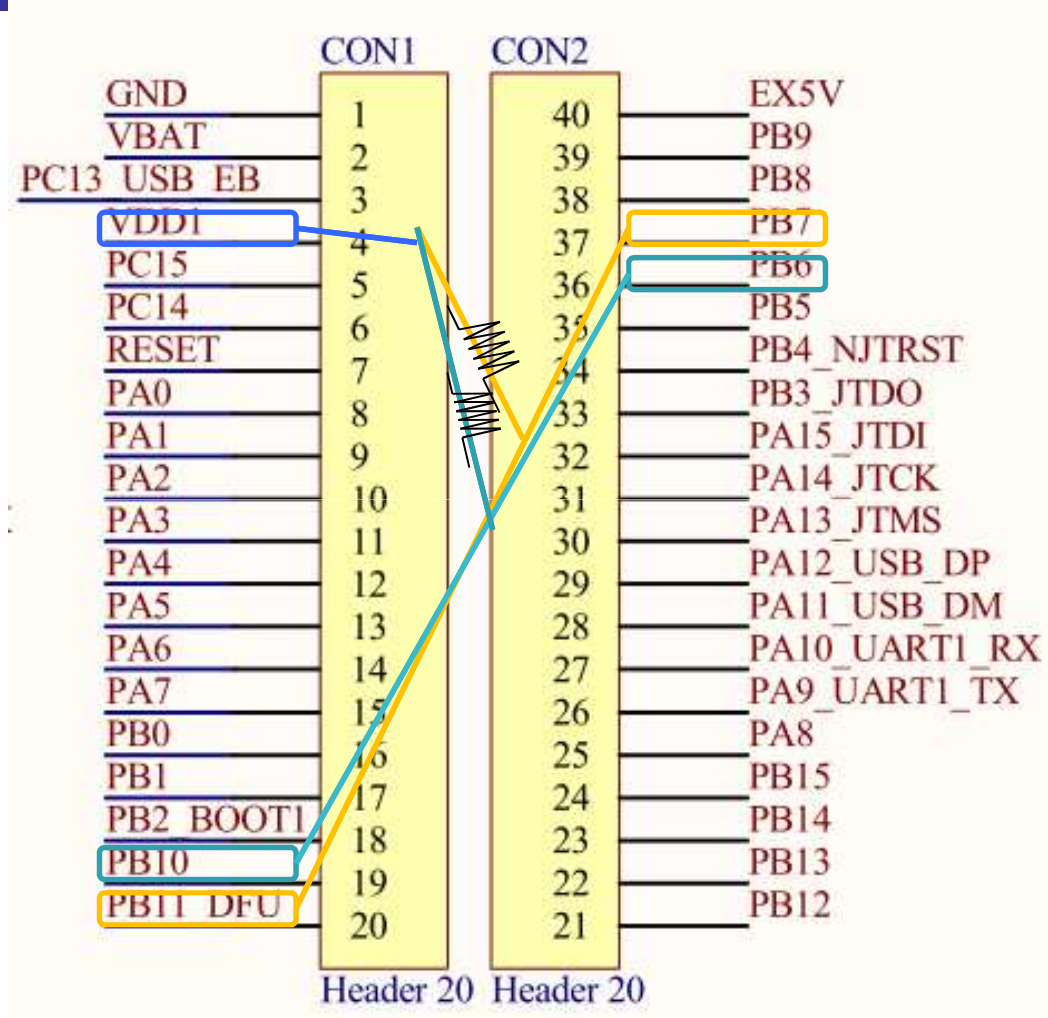 CON1 CON2
GND 1 40 EX5V
VBAT 2 39 PB9
PC13_USB_EB 3 38 PB8
VDD1 4 37 PB7
PC15 5 36 PB6
PC14 6 35 PB5
RESET 7 34 PB4_NJTRST
PA0 8 33 PB3_JTDO
PA1 9 32 PA15_JTDI
PA2 10 31 PA14_JTCK
PA3 11 30 PA13_JTMS
PA4 12 29 PA12_USB_DP
PA5 13 28 PA11_USB_DM
PA6 14 27 PA10_UART1_RX
PA7 15 26 PA9_UART1_TX
PB0 16 25 PA8
PB1 17 24 PB15
PB2_BOOT1 18 23 PB14
PB10 19 22 PB13
PB11_DFU 20 21 PB12
Header 20 Header 20